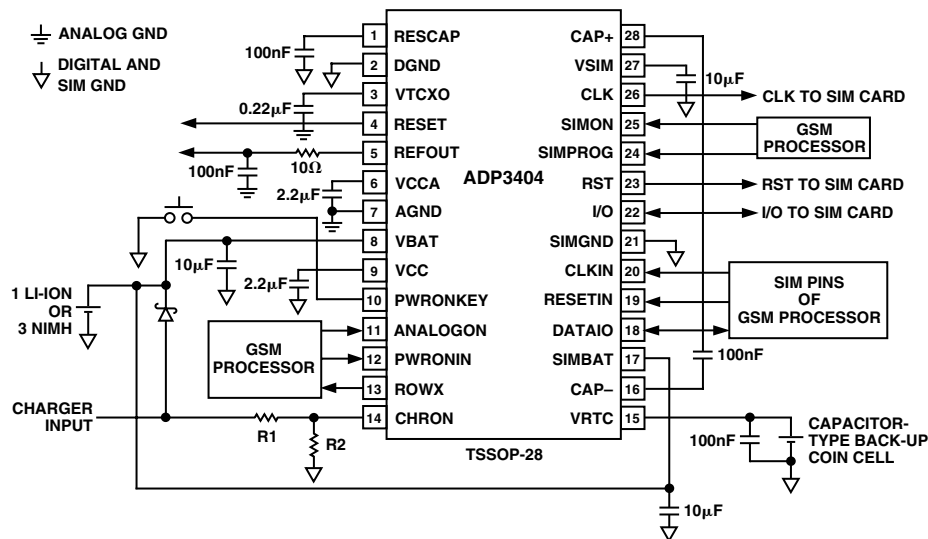 ANALOG GND
DIGITAL AND
SIM GND
ADP3404
TSSOP-28
1 RESCAP
2 DGND
3 VTCXO
4 RESET
5 REFOUT
6 VCCA
7 AGND
8 VBAT
9 VCC
10 PWRONKEY
11 ANALOGON
12 PWRONIN
13 ROWX
14 CHRON
CAP+ 28
VSIM 27
CLK 26
SIMON 25
SIMPROG 24
RST 23
I/O 22
SIMGND 21
CLKIN 20
RESETIN 19
DATAIO 18
SIMBAT 17
CAP– 16
VRTC 15
100nF
0.22μF
10Ω
100nF
2.2μF
10μF
2.2μF
1 LI-ION
OR
3 NIMH
GSM
PROCESSOR
CHARGER
INPUT
R1
R2
10μF
CLK TO SIM CARD
GSM
PROCESSOR
RST TO SIM CARD
I/O TO SIM CARD
SIM PINS
OF
GSM PROCESSOR
100nF
100nF
CAPACITOR-
TYPE BACK-UP
COIN CELL
10μF